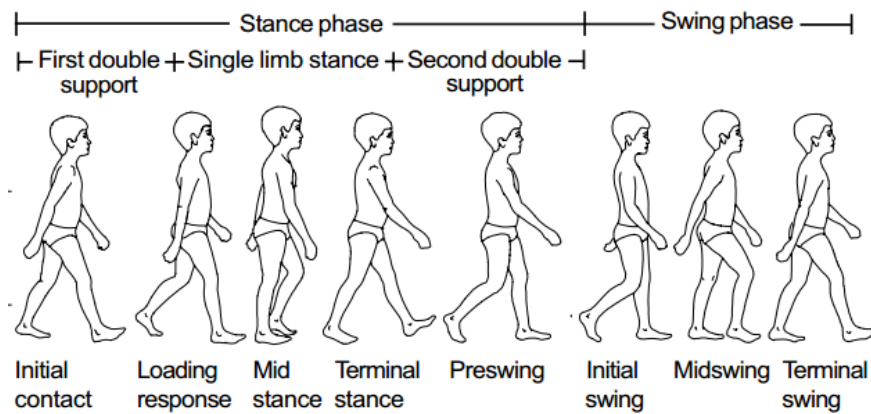 Stance phase
Swing phase
First double support
Single limb stance
Second double support
Initial contact
Loading response
Mid stance
Terminal stance
Preswing
Initial swing
Midswing
Terminal swing